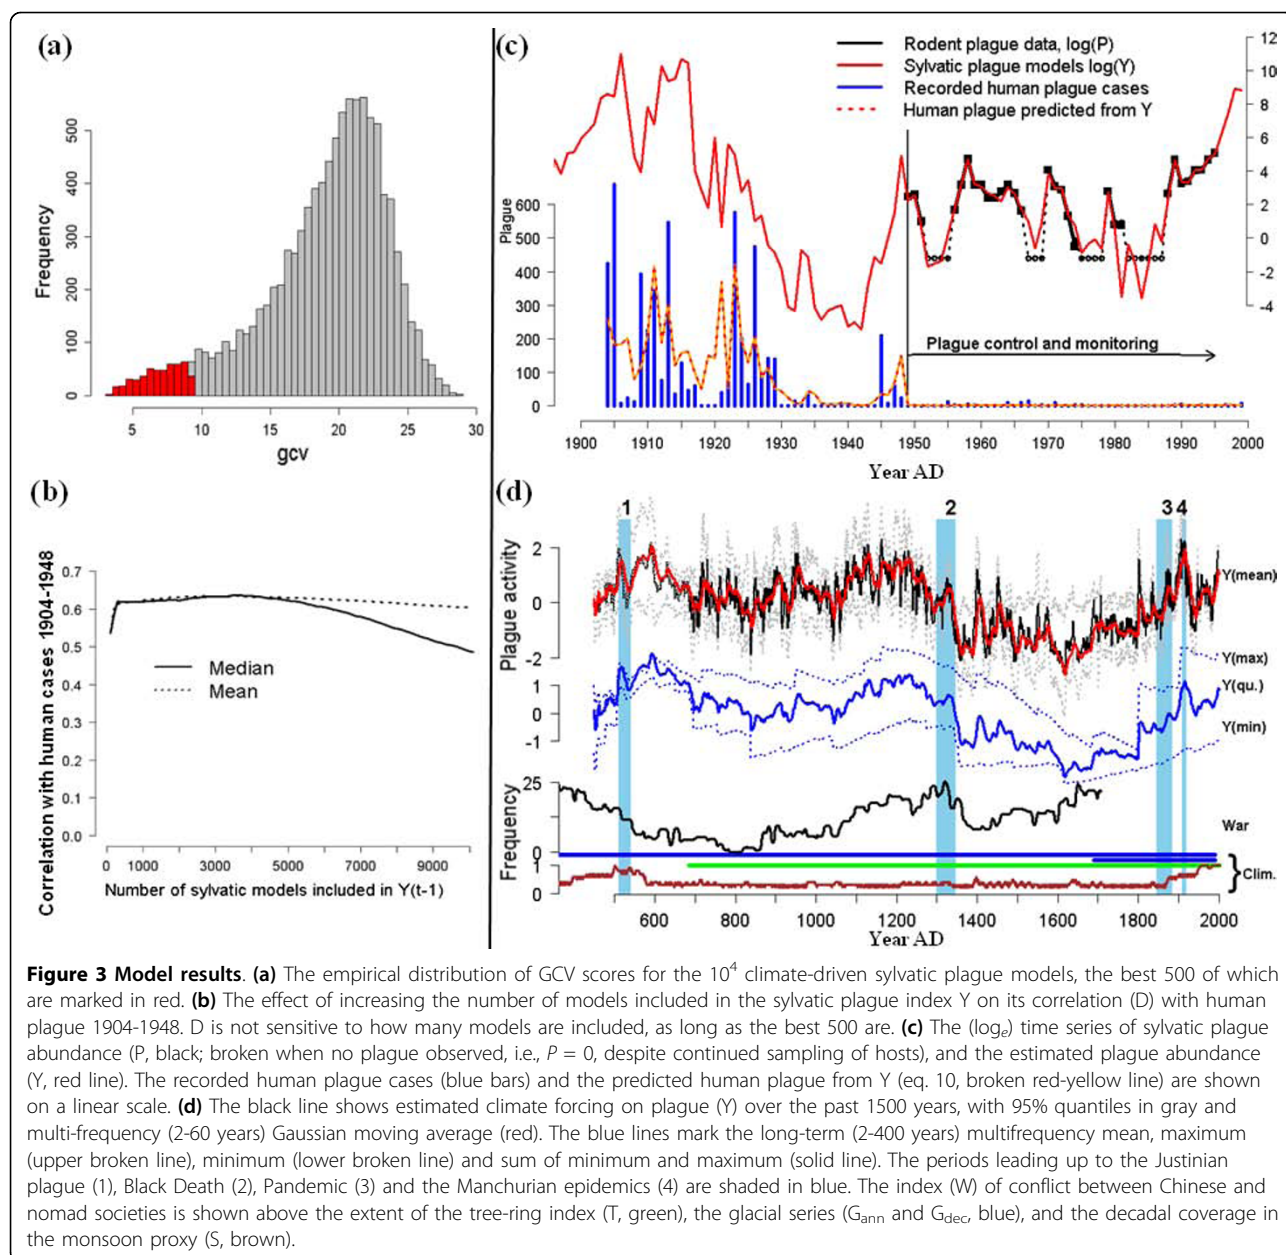 (a)
500
400
300
200
100
0
Frequency
5 10 15 20 25 30
gcv
(b)
0.7
0.6
0.5
0.4
0.3
0.2
0.1
0.0
Correlation with human cases 1904-1948
Median
Mean
0 1000 3000 5000 7000 9000
Number of sylvatic models included in Y(t-1)
(c)
Rodent plague data, log(P)
Sylvatic plague models log(Y)
Recorded human plague cases
Human plague predicted from Y
12
10
8
6
4
2
0
-2
-4
600
500
400
300
200
100
0
Plague
Plague control and monitoring
1900 1910 1920 1930 1940 1950 1960 1970 1980 1990 2000
Year AD
(d)
1 2 3 4
2
0
-2
Plague activity
Y(mean)
Y(max)
Y(qu.)
Y(min)
1
0
-1
25
0
1
0
Frequency
War
} Clim.
600 800 1000 1200 1400 1600 1800 2000
Year AD
Figure 3 Model results. (a) The empirical distribution of GCV scores for the 10⁴ climate-driven sylvatic plague models, the best 500 of which
are marked in red. (b) The effect of increasing the number of models included in the sylvatic plague index Y on its correlation (D) with human
plague 1904-1948. D is not sensitive to how many models are included, as long as the best 500 are. (c) The (logₑ) time series of sylvatic plague
abundance (P, black; broken when no plague observed, i.e., P = 0, despite continued sampling of hosts), and the estimated plague abundance
(Y, red line). The recorded human plague cases (blue bars) and the predicted human plague from Y (eq. 10, broken red-yellow line) are shown
on a linear scale. (d) The black line shows estimated climate forcing on plague (Y) over the past 1500 years, with 95% quantiles in gray and
multi-frequency (2-60 years) Gaussian moving average (red). The blue lines mark the long-term (2-400 years) multifrequency mean, maximum
(upper broken line), minimum (lower broken line) and sum of minimum and maximum (solid line). The periods leading up to the Justinian
plague (1), Black Death (2), Pandemic (3) and the Manchurian epidemics (4) are shaded in blue. The index (W) of conflict between Chinese and
nomad societies is shown above the extent of the tree-ring index (T, green), the glacial series (Gann and Gdec, blue), and the decadal coverage in
the monsoon proxy (S, brown).